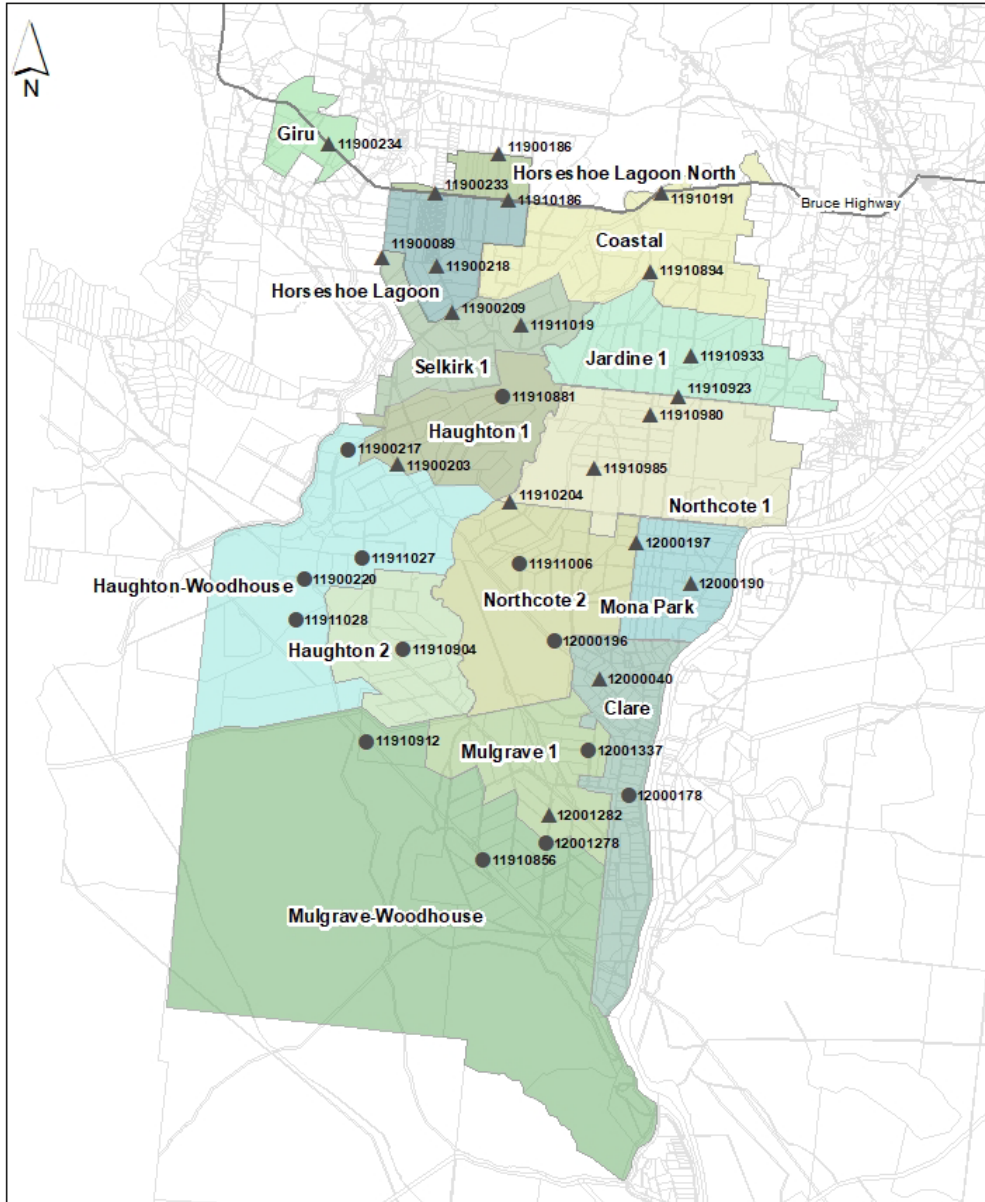 N
Giru
11900234
11900186
Horseshoe Lagoon North
11900233
11910186
11910191
Bruce Highway
Coastal
11900089
11900218
11910894
Horseshoe Lagoon
11900209
11911019
Selkirk 1
Jardine 1
11910933
11910881
11910923
11910980
Haughton 1
11900217
11900203
11910985
11910204
Northcote 1
12000197
11911027
11911006
Haughton-Woodhouse
11900220
12000190
Northcote 2
Mona Park
11911028
Haughton 2
11910904
12000196
12000040
Clare
11910912
Mulgrave 1
12001337
12000178
12001282
12001278
11910856
Mulgrave-Woodhouse